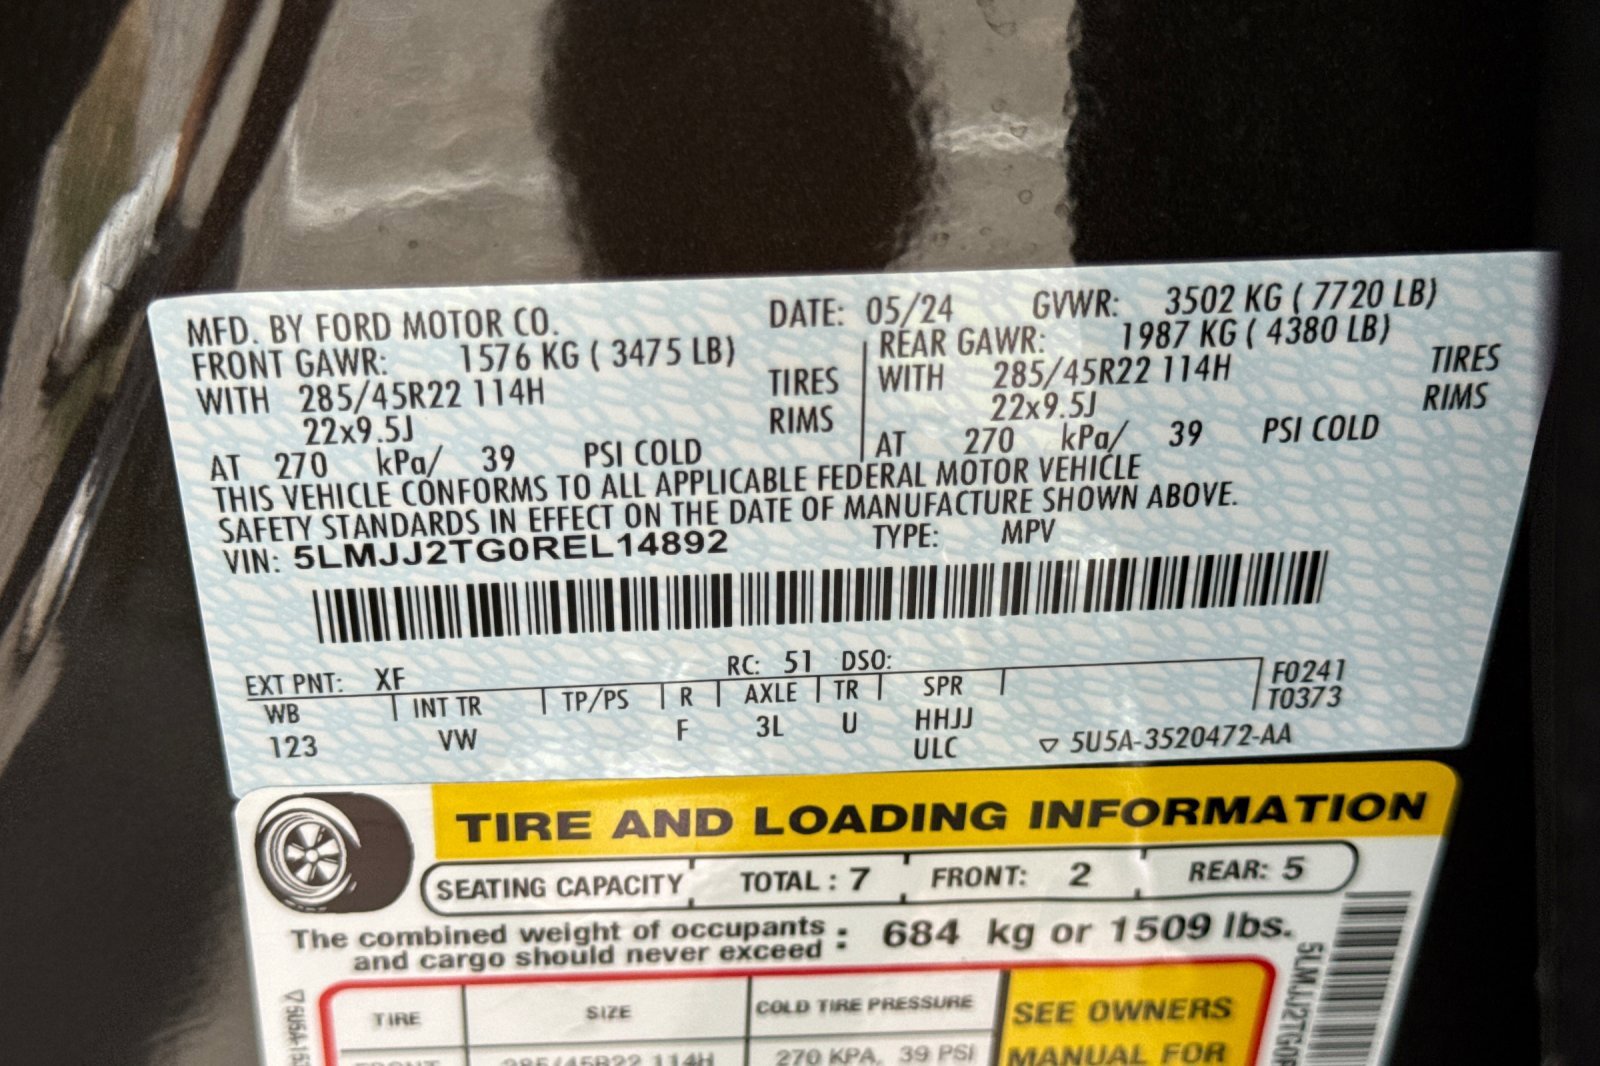 MFD. BY FORD MOTOR CO. DATE: 05/24 GVWR: 3502 KG ( 7720 LB)
FRONT GAWR: 1576 KG ( 3475 LB) REAR GAWR: 1987 KG ( 4380 LB)
WITH 285/45R22 114H TIRES WITH 285/45R22 114H TIRES
22x9.5J RIMS 22x9.5J RIMS
AT 270 kPa/ 39 PSI COLD AT 270 kPa/ 39 PSI COLD
THIS VEHICLE CONFORMS TO ALL APPLICABLE FEDERAL MOTOR VEHICLE
SAFETY STANDARDS IN EFFECT ON THE DATE OF MANUFACTURE SHOWN ABOVE.
VIN: 5LMJJ2TG0REL14892 TYPE: MPV
EXT PNT: XF RC: 51 DSO:
WB INT TR TP/PS R AXLE TR SPR F0241
T0373
123 VW F 3L U HHJJ
ULC ▽ 5U5A-3520472-AA
TIRE AND LOADING INFORMATION
SEATING CAPACITY TOTAL : 7 FRONT: 2 REAR: 5
The combined weight of occupants
and cargo should never exceed : 684 kg or 1509 lbs.
TIRE SIZE COLD TIRE PRESSURE SEE OWNERS
FRONT 285/45R22 114H 270 KPA, 39 PSI MANUAL FOR